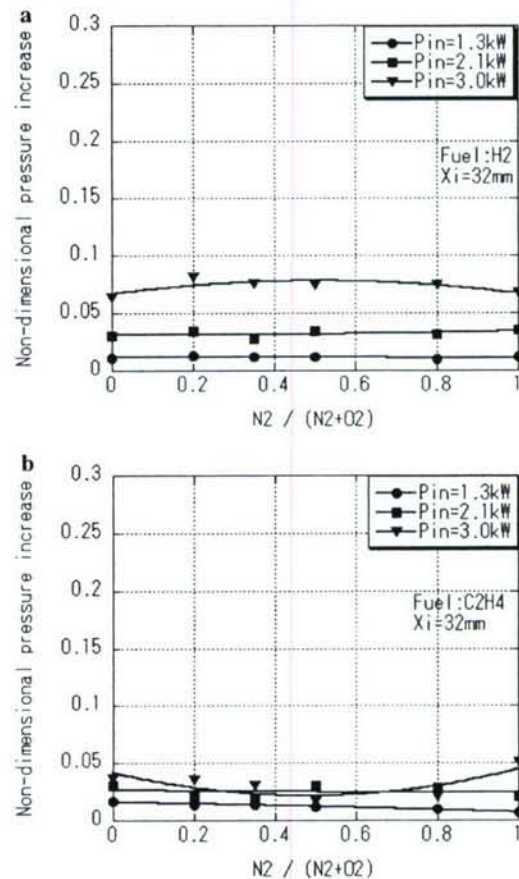 a
0.3
0.25
0.2
0.15
0.1
0.05
0
Non-dimensional pressure increase
Pin=1.3kW
Pin=2.1kW
Pin=3.0kW
Fuel:H2
Xi=32mm
0 0.2 0.4 0.6 0.8 1
N2 / (N2+O2)
b
0.3
0.25
0.2
0.15
0.1
0.05
0
Non-dimensional pressure increase
Pin=1.3kW
Pin=2.1kW
Pin=3.0kW
Fuel:C2H4
Xi=32mm
0 0.2 0.4 0.6 0.8 1
N2 / (N2+O2)